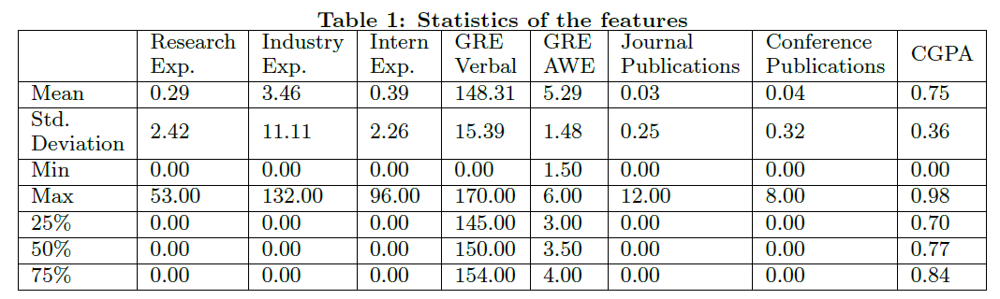 Table 1: Statistics of the features
Research Exp. Industry Exp. Intern Exp. GRE Verbal GRE AWE Journal Publications Conference Publications CGPA
Mean 0.29 3.46 0.39 148.31 5.29 0.03 0.04 0.75
Std. Deviation 2.42 11.11 2.26 15.39 1.48 0.25 0.32 0.36
Min 0.00 0.00 0.00 0.00 1.50 0.00 0.00 0.00
Max 53.00 132.00 96.00 170.00 6.00 12.00 8.00 0.98
25% 0.00 0.00 0.00 145.00 3.00 0.00 0.00 0.70
50% 0.00 0.00 0.00 150.00 3.50 0.00 0.00 0.77
75% 0.00 0.00 0.00 154.00 4.00 0.00 0.00 0.84